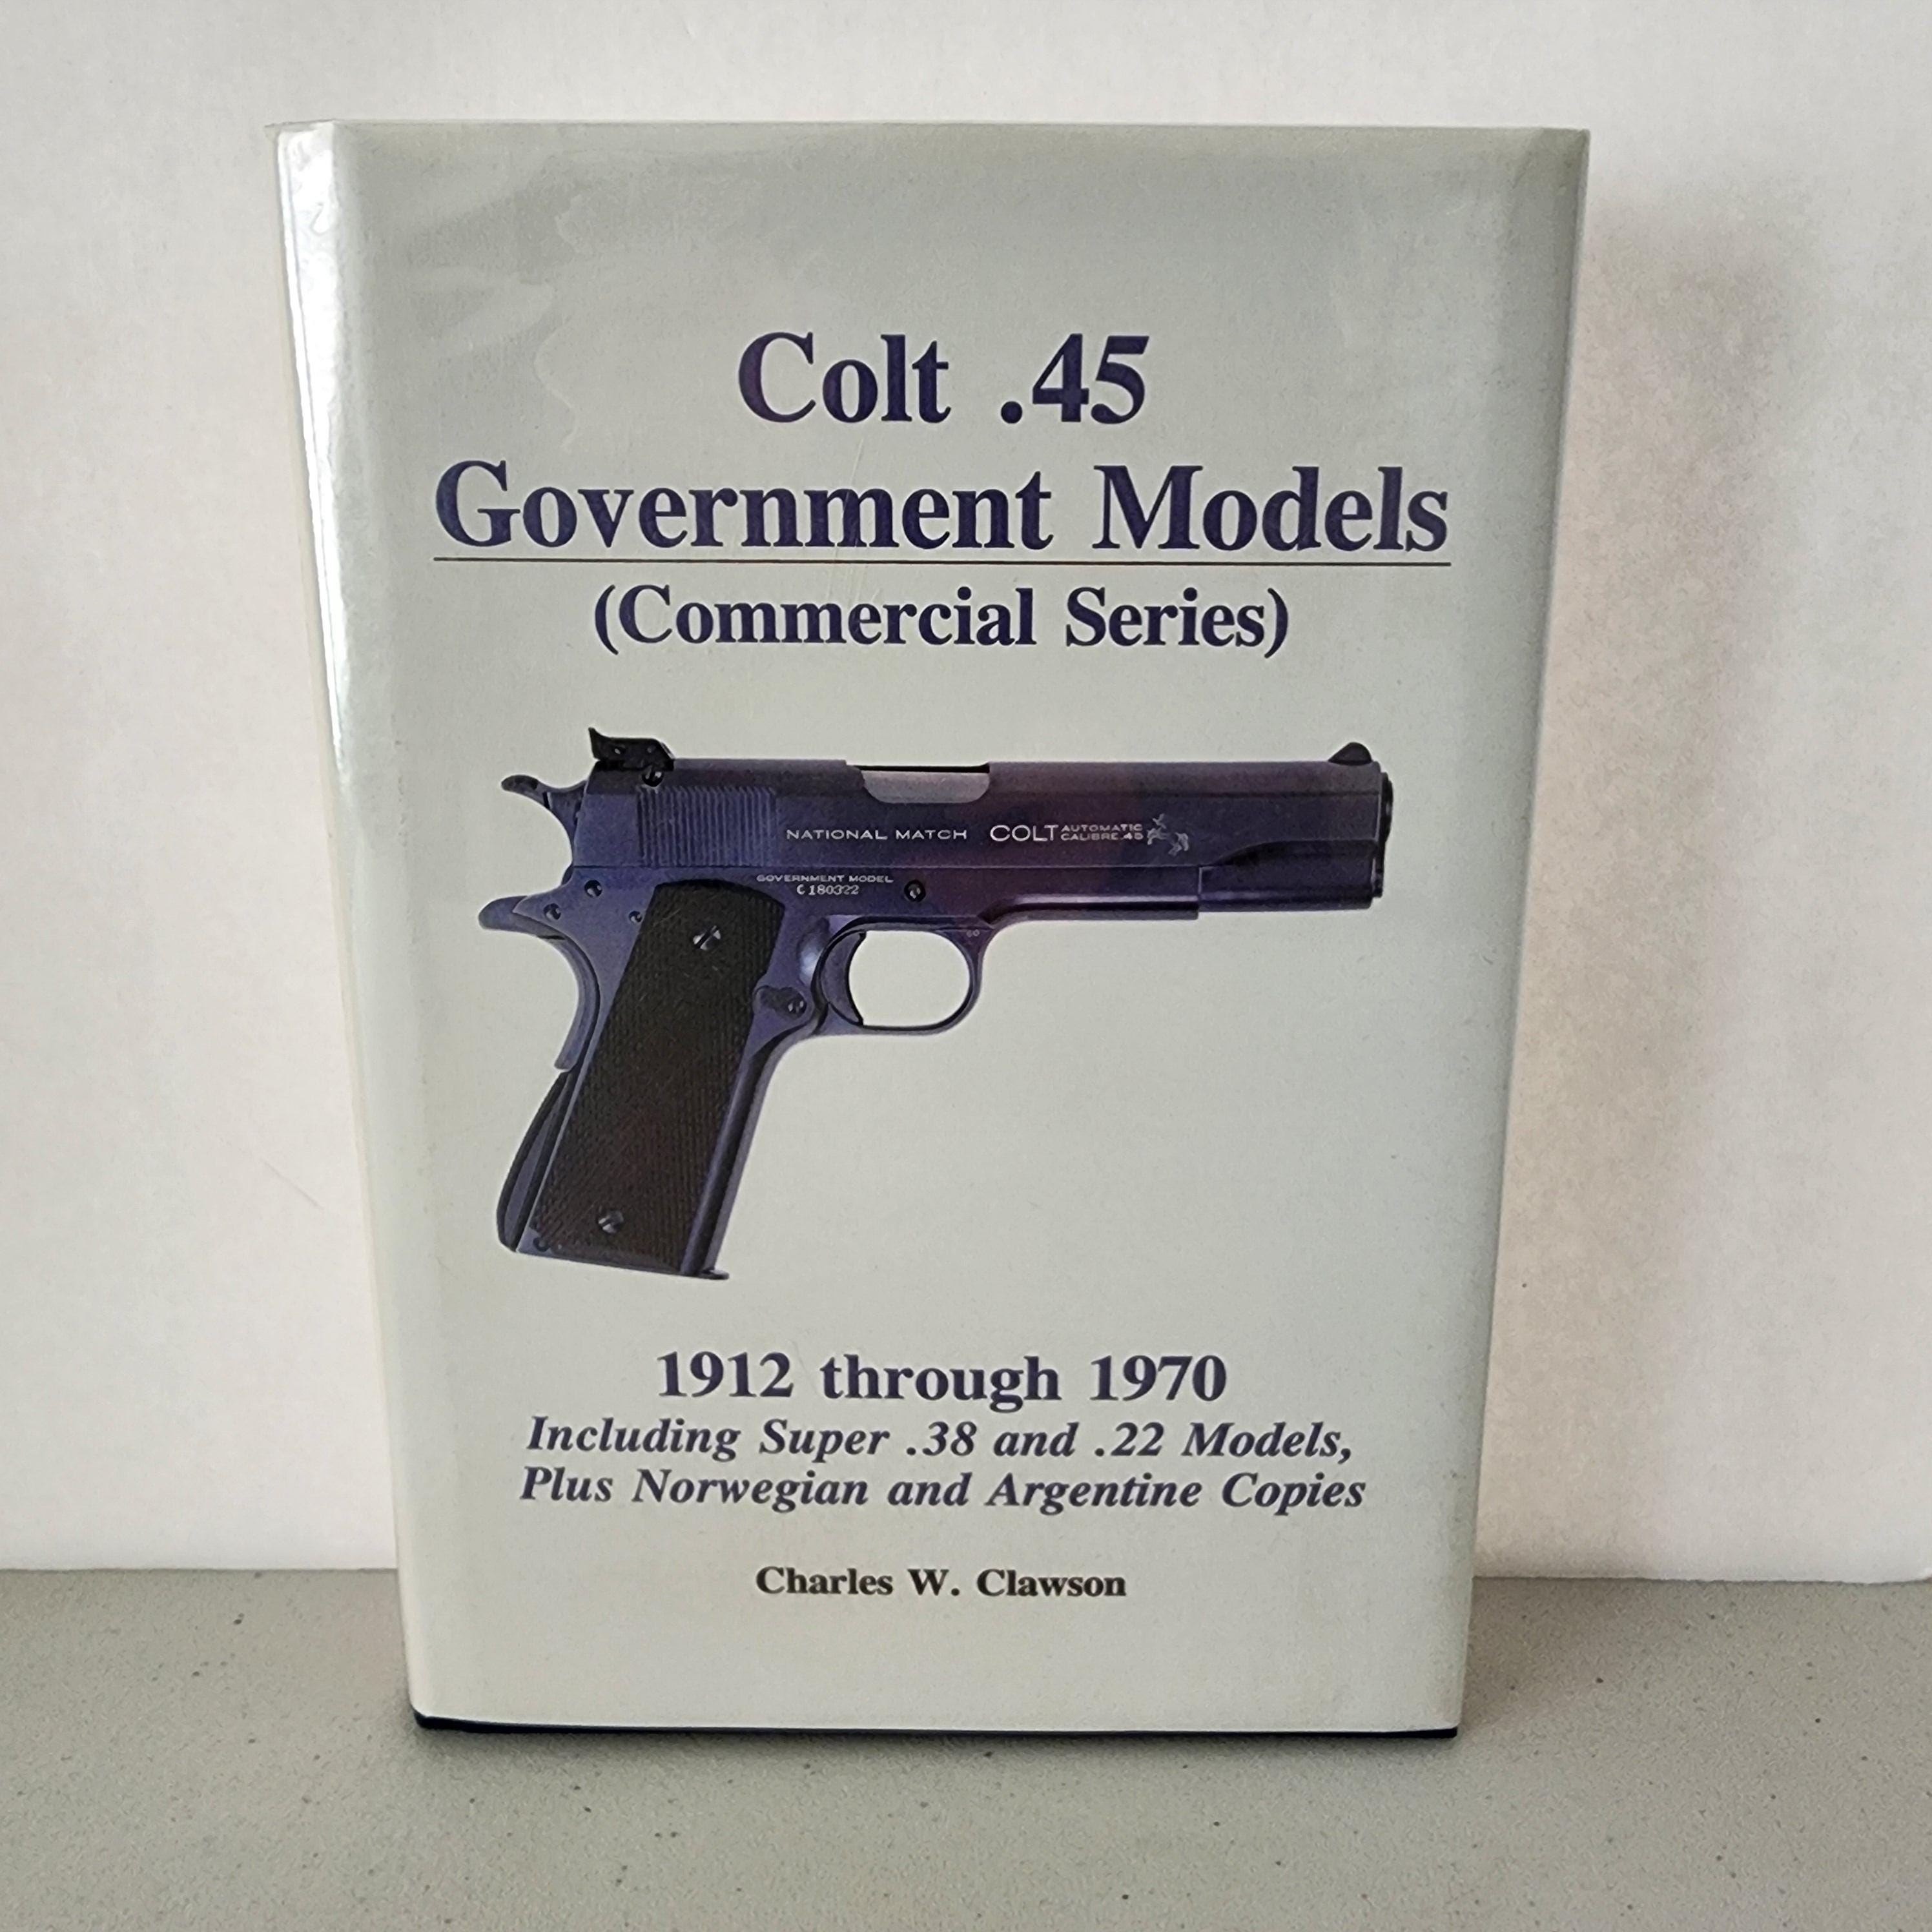 Colt .45
Government Models
(Commercial Series)
NATIONAL MATCH COLT AUTOMATIC
CALIBRE .45
GOVERNMENT MODEL
C180322
1912 through 1970
Including Super .38 and .22 Models,
Plus Norwegian and Argentine Copies
Charles W. Clawson